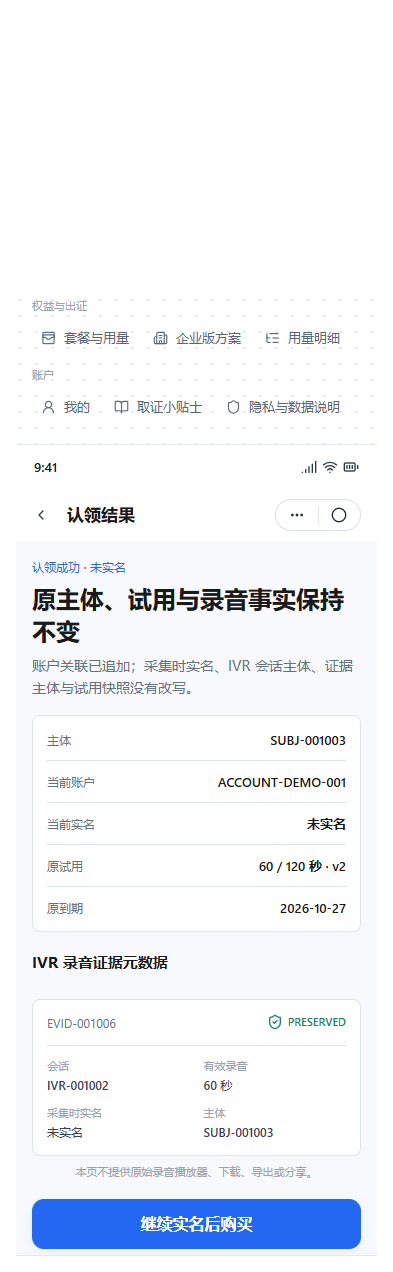 权益与出证
套餐与用量 企业版方案 用量明细
账户
我的 取证小贴士 隐私与数据说明
9:41
认领结果
认领成功 · 未实名
原主体、试用与录音事实保持
不变
账户关联已追加；采集时实名、IVR 会话主体、证据
主体与试用快照没有改写。
主体 SUBJ-001003
当前账户 ACCOUNT-DEMO-001
当前实名 未实名
原试用 60 / 120 秒 · v2
原到期 2026-10-27
IVR 录音证据元数据
EVID-001006 PRESERVED
会话 有效录音
IVR-001002 60 秒
采集时实名 主体
未实名 SUBJ-001003
本页不提供原始录音播放器、下载、导出或分享。
继续实名后购买